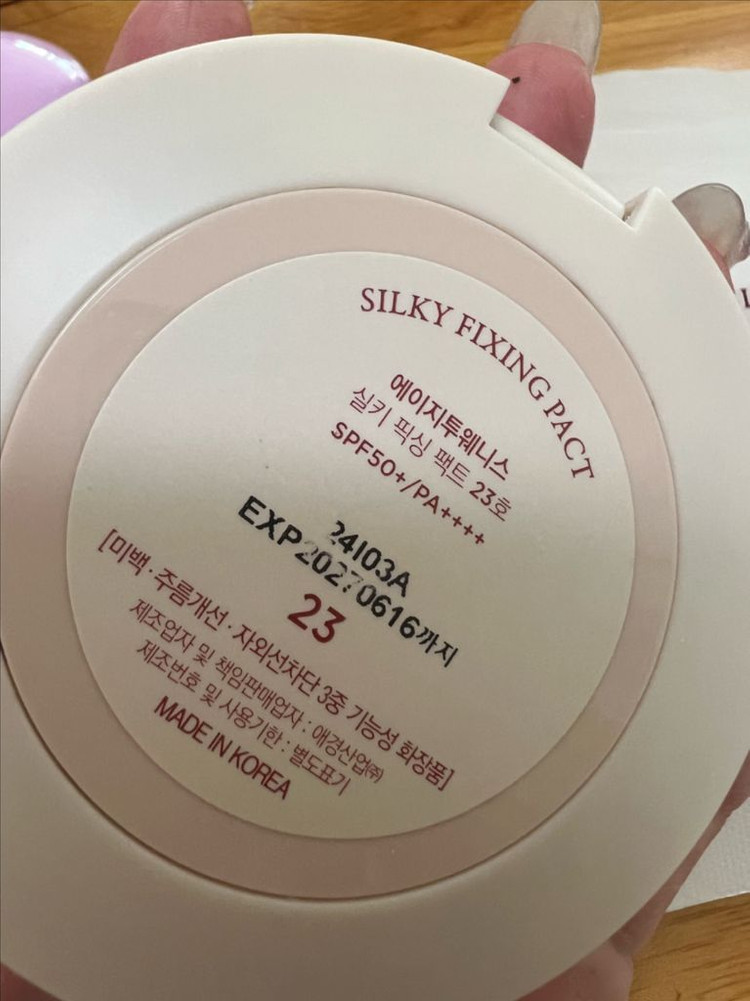 SILKY FIXING PACT
에이지투웨니스
실키 픽싱 팩트 23호
SPF50+/PA++++
24I03A
EXP20270616까지
23
[미백·주름개선·자외선차단 3중 기능성 화장품]
제조업자 및 책임판매업자 : 애경산업㈜
제조번호 및 사용기한 : 별도표기
MADE IN KOREA